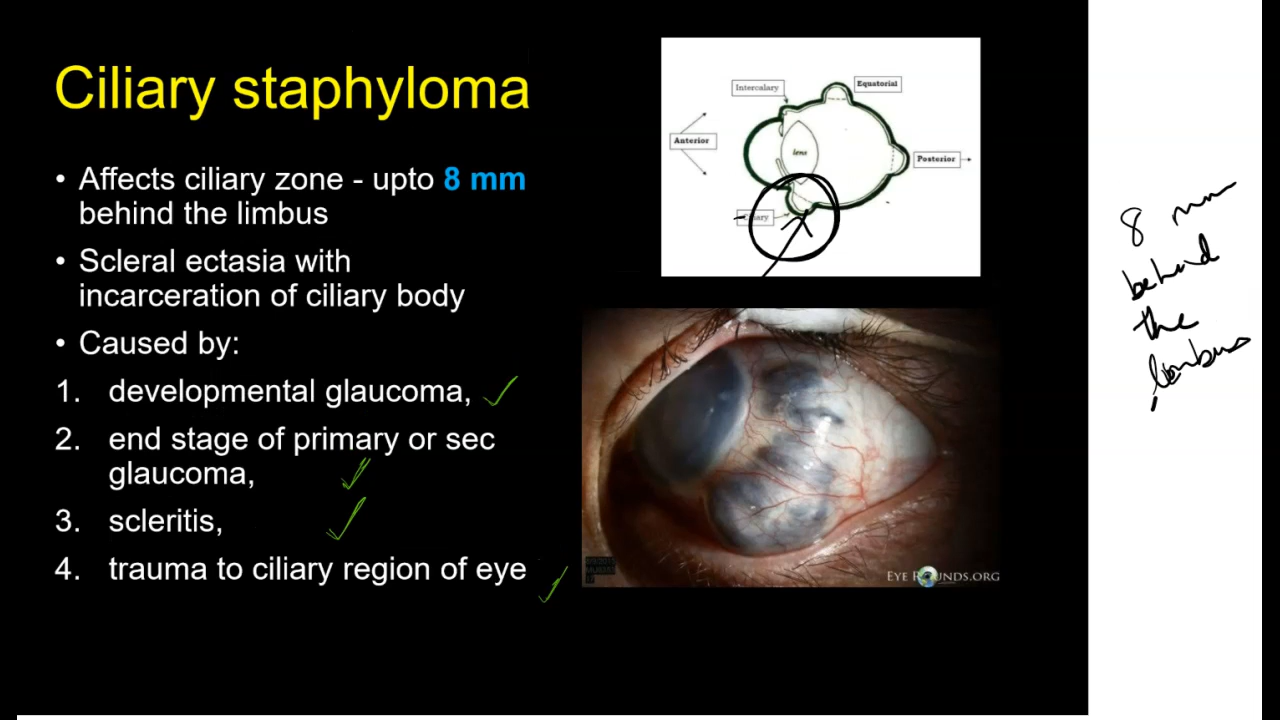 Ciliary staphyloma
• Affects ciliary zone - upto 8 mm
behind the limbus
• Scleral ectasia with
incarceration of ciliary body
• Caused by:
1. developmental glaucoma,
2. end stage of primary or sec
glaucoma,
3. scleritis,
4. trauma to ciliary region of eye
Intercalary
Equatorial
Anterior
lens
Posterior
EYE ROUNDS.ORG
8 mm
behind
the
limbus